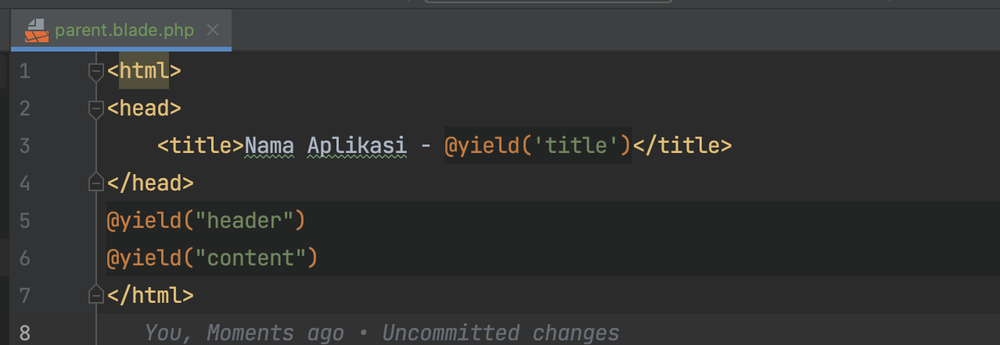 parent.blade.php
1 <html>
2 <head>
3 <title>Nama Aplikasi - @yield('title')</title>
4 </head>
5 @yield("header")
6 @yield("content")
7 </html>
8 You, Moments ago • Uncommitted changes